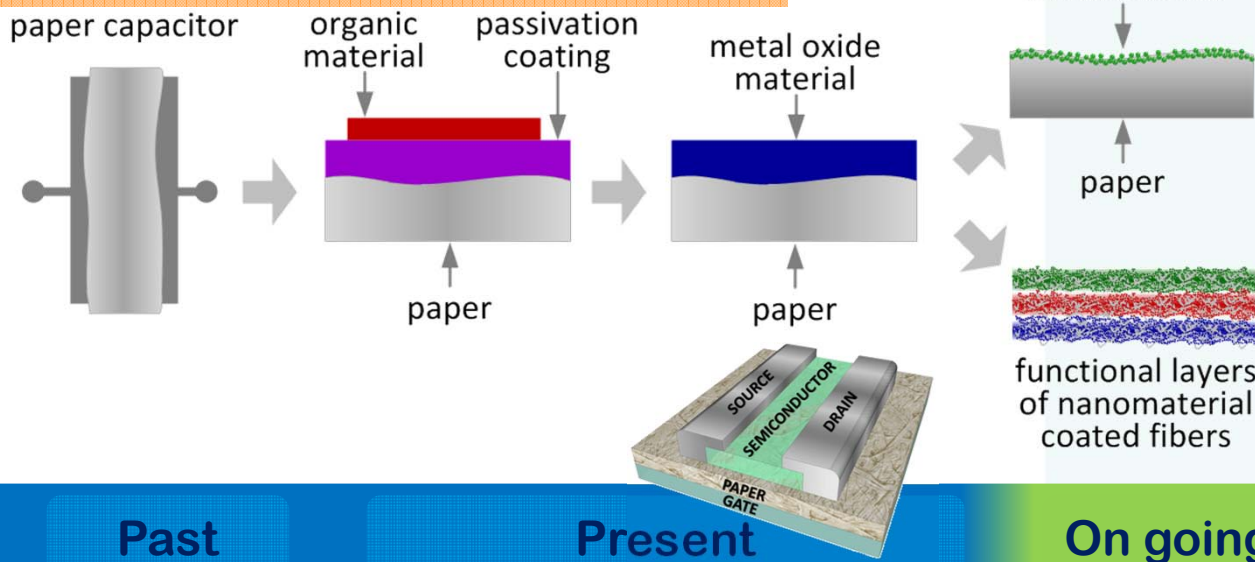 paper capacitor
organic
material
passivation
coating
metal oxide
material
paper
paper
paper
SOURCE
SEMICONDUCTOR
DRAIN
PAPER
GATE
functional layers
of nanomaterial
coated fibers
Past
Present
On going